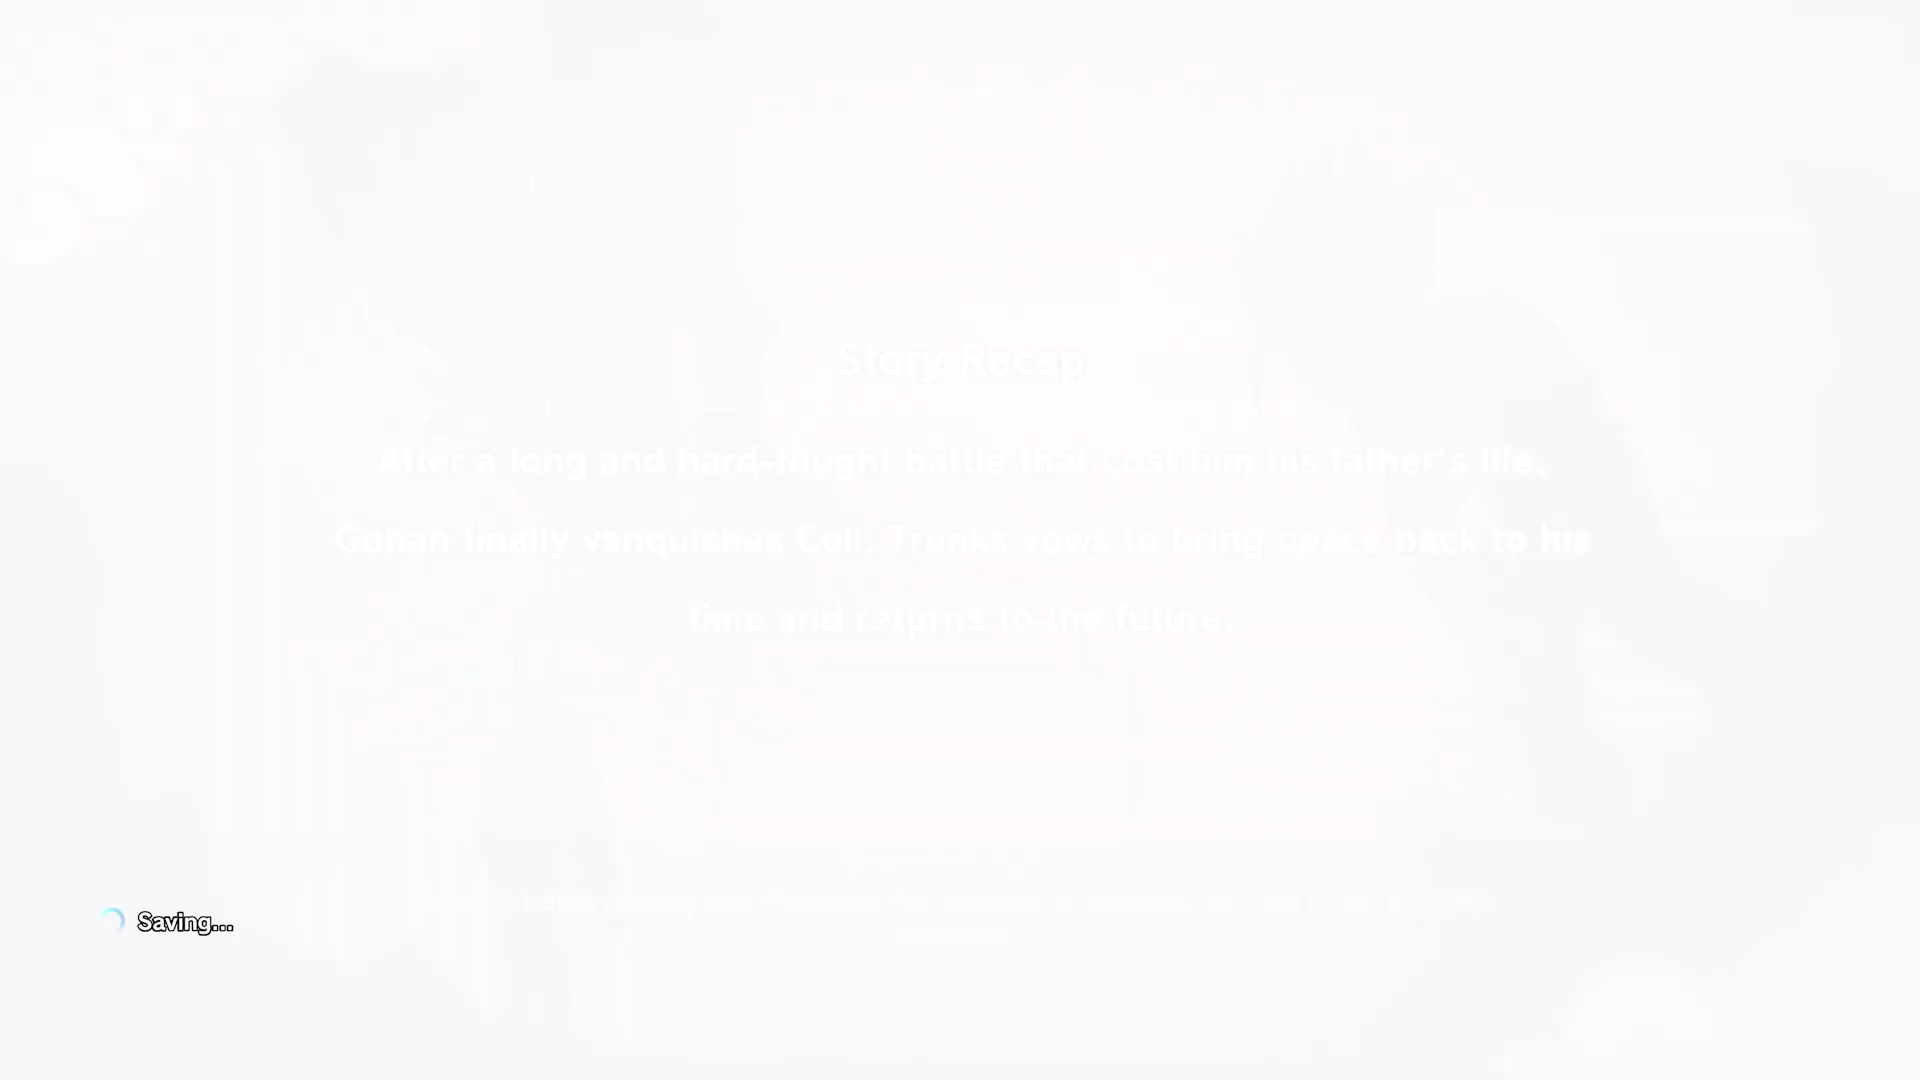 Story Recap
After a long and hard-fought battle that cost him his father's life,
Gohan finally vanquishes Cell. Trunks vows to bring peace back to his
time and returns to the future.
Saving...